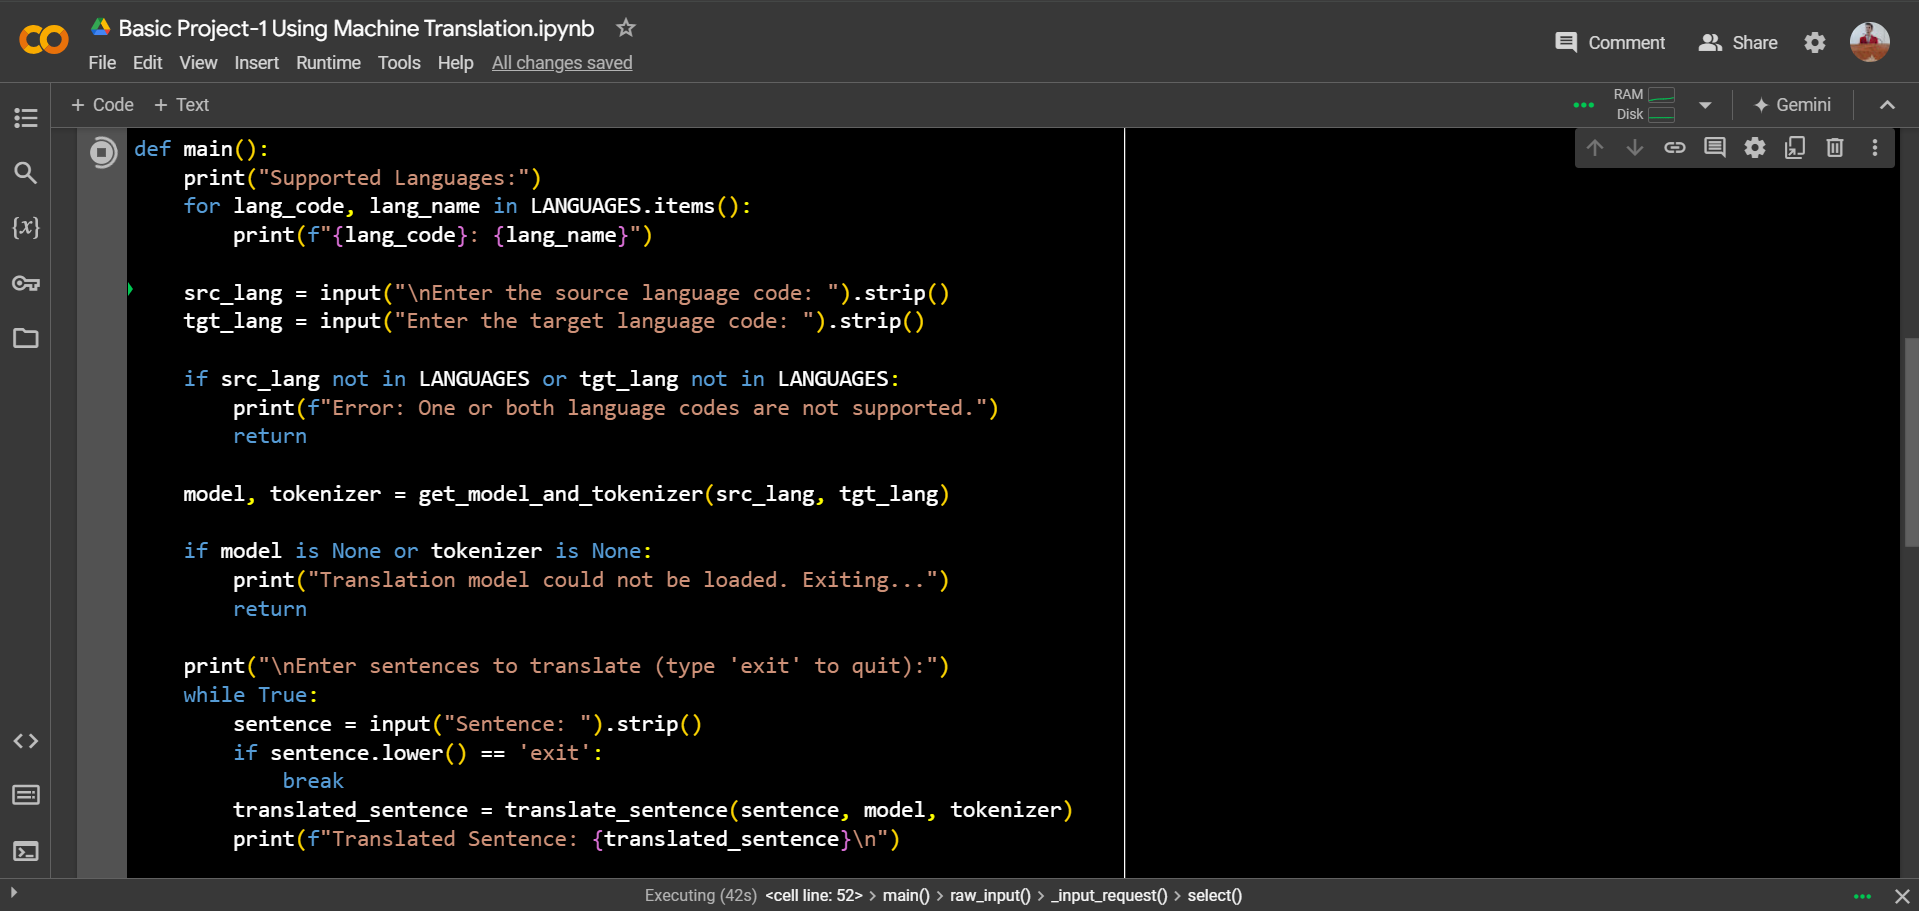 Basic Project-1 Using Machine Translation.ipynb
File Edit View Insert Runtime Tools Help All changes saved
Comment Share
+ Code + Text
RAM
Disk
Gemini
def main():
    print("Supported Languages:")
    for lang_code, lang_name in LANGUAGES.items():
        print(f"{lang_code}: {lang_name}")

    src_lang = input("\nEnter the source language code: ").strip()
    tgt_lang = input("Enter the target language code: ").strip()

    if src_lang not in LANGUAGES or tgt_lang not in LANGUAGES:
        print(f"Error: One or both language codes are not supported.")
        return

    model, tokenizer = get_model_and_tokenizer(src_lang, tgt_lang)

    if model is None or tokenizer is None:
        print("Translation model could not be loaded. Exiting...")
        return

    print("\nEnter sentences to translate (type 'exit' to quit):")
    while True:
        sentence = input("Sentence: ").strip()
        if sentence.lower() == 'exit':
            break
        translated_sentence = translate_sentence(sentence, model, tokenizer)
        print(f"Translated Sentence: {translated_sentence}\n")
Executing (42s) <cell line: 52> > main() > raw_input() > _input_request() > select()